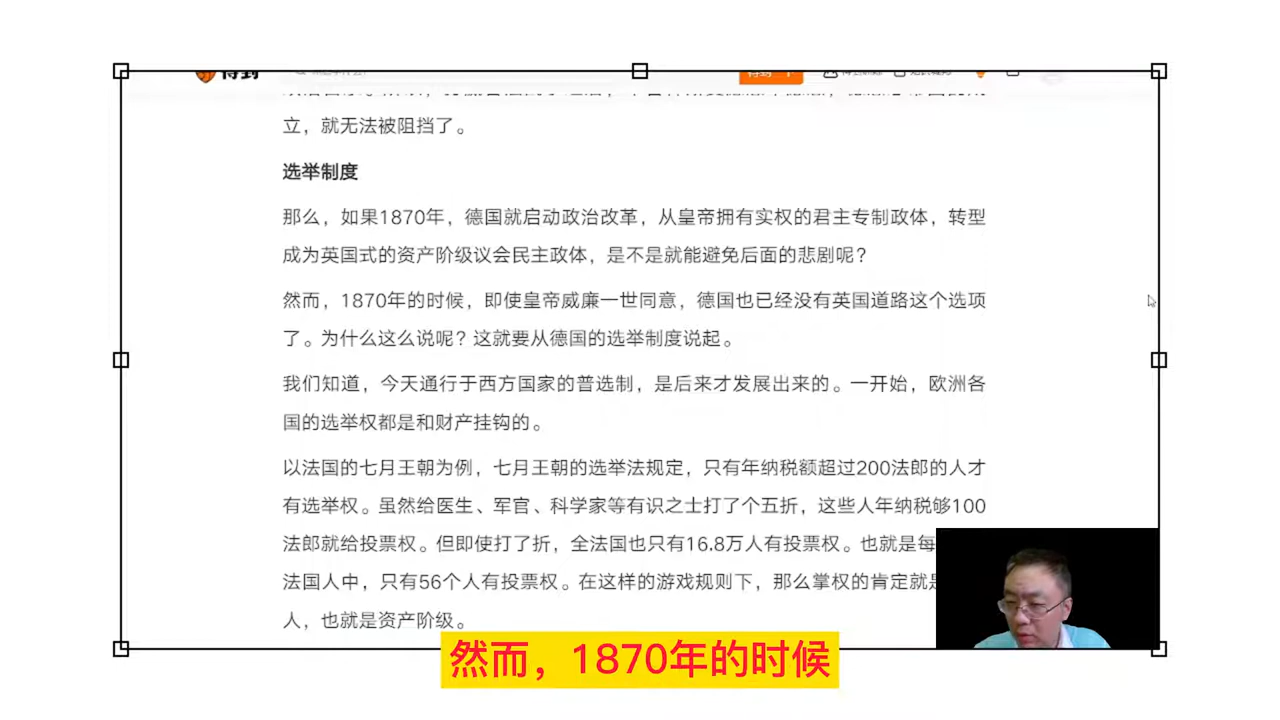 得到
立，就无法被阻挡了。
选举制度
那么，如果1870年，德国就启动政治改革，从皇帝拥有实权的君主专制政体，转型
成为英国式的资产阶级议会民主政体，是不是就能避免后面的悲剧呢？
然而，1870年的时候，即使皇帝威廉一世同意，德国也已经没有英国道路这个选项
了。为什么这么说呢？这就要从德国的选举制度说起。
我们知道，今天通行于西方国家的普选制，是后来才发展出来的。一开始，欧洲各
国的选举权都是和财产挂钩的。
以法国的七月王朝为例，七月王朝的选举法规定，只有年纳税额超过200法郎的人才
有选举权。虽然给医生、军官、科学家等有识之士打了个五折，这些人年纳税够100
法郎就给投票权。但即使打了折，全法国也只有16.8万人有投票权。也就是每
法国人中，只有56个人有投票权。在这样的游戏规则下，那么掌权的肯定就是
人，也就是资产阶级。
然而，1870年的时候